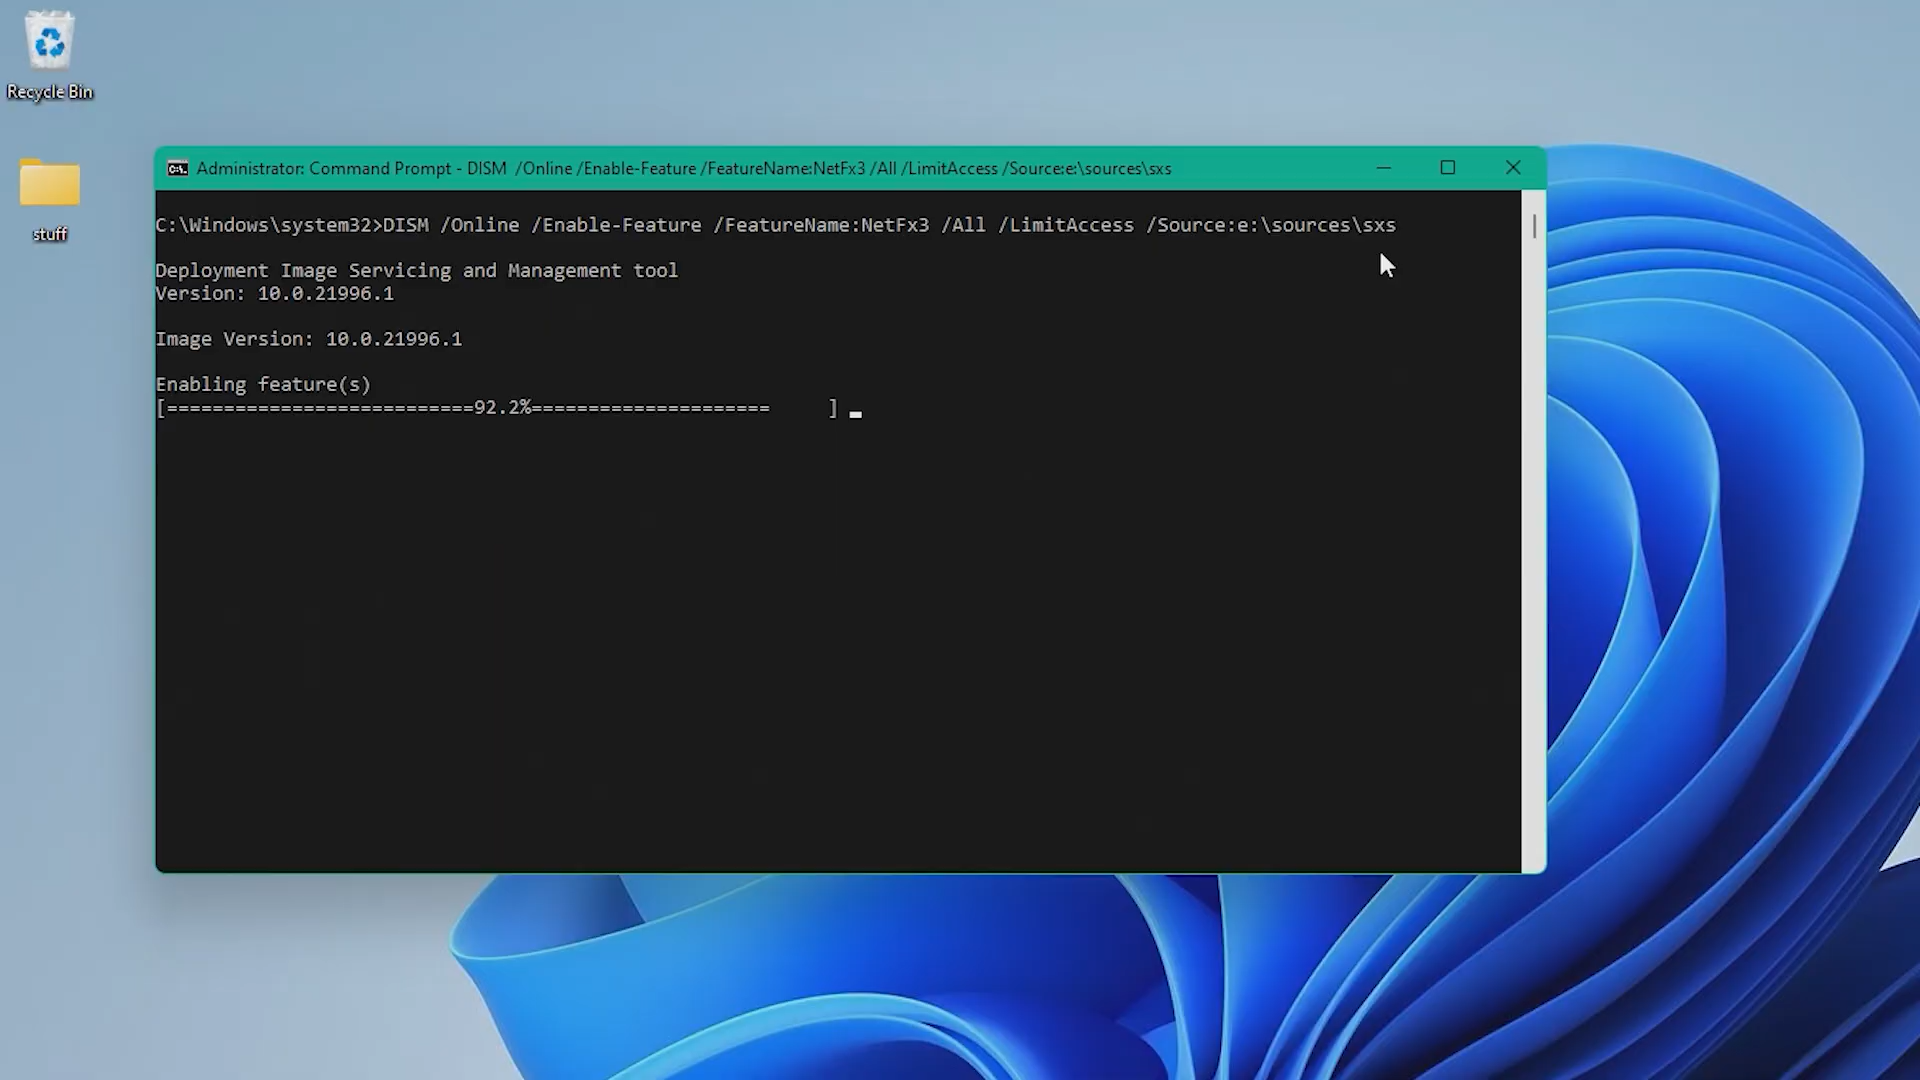 Recycle Bin
stuff
Administrator: Command Prompt - DISM  /Online /Enable-Feature /FeatureName:NetFx3 /All /LimitAccess /Source:e:\sources\sxs
C:\Windows\system32>DISM /Online /Enable-Feature /FeatureName:NetFx3 /All /LimitAccess /Source:e:\sources\sxs
Deployment Image Servicing and Management tool
Version: 10.0.21996.1
Image Version: 10.0.21996.1
Enabling feature(s)
[===========================92.2%=====================     ]